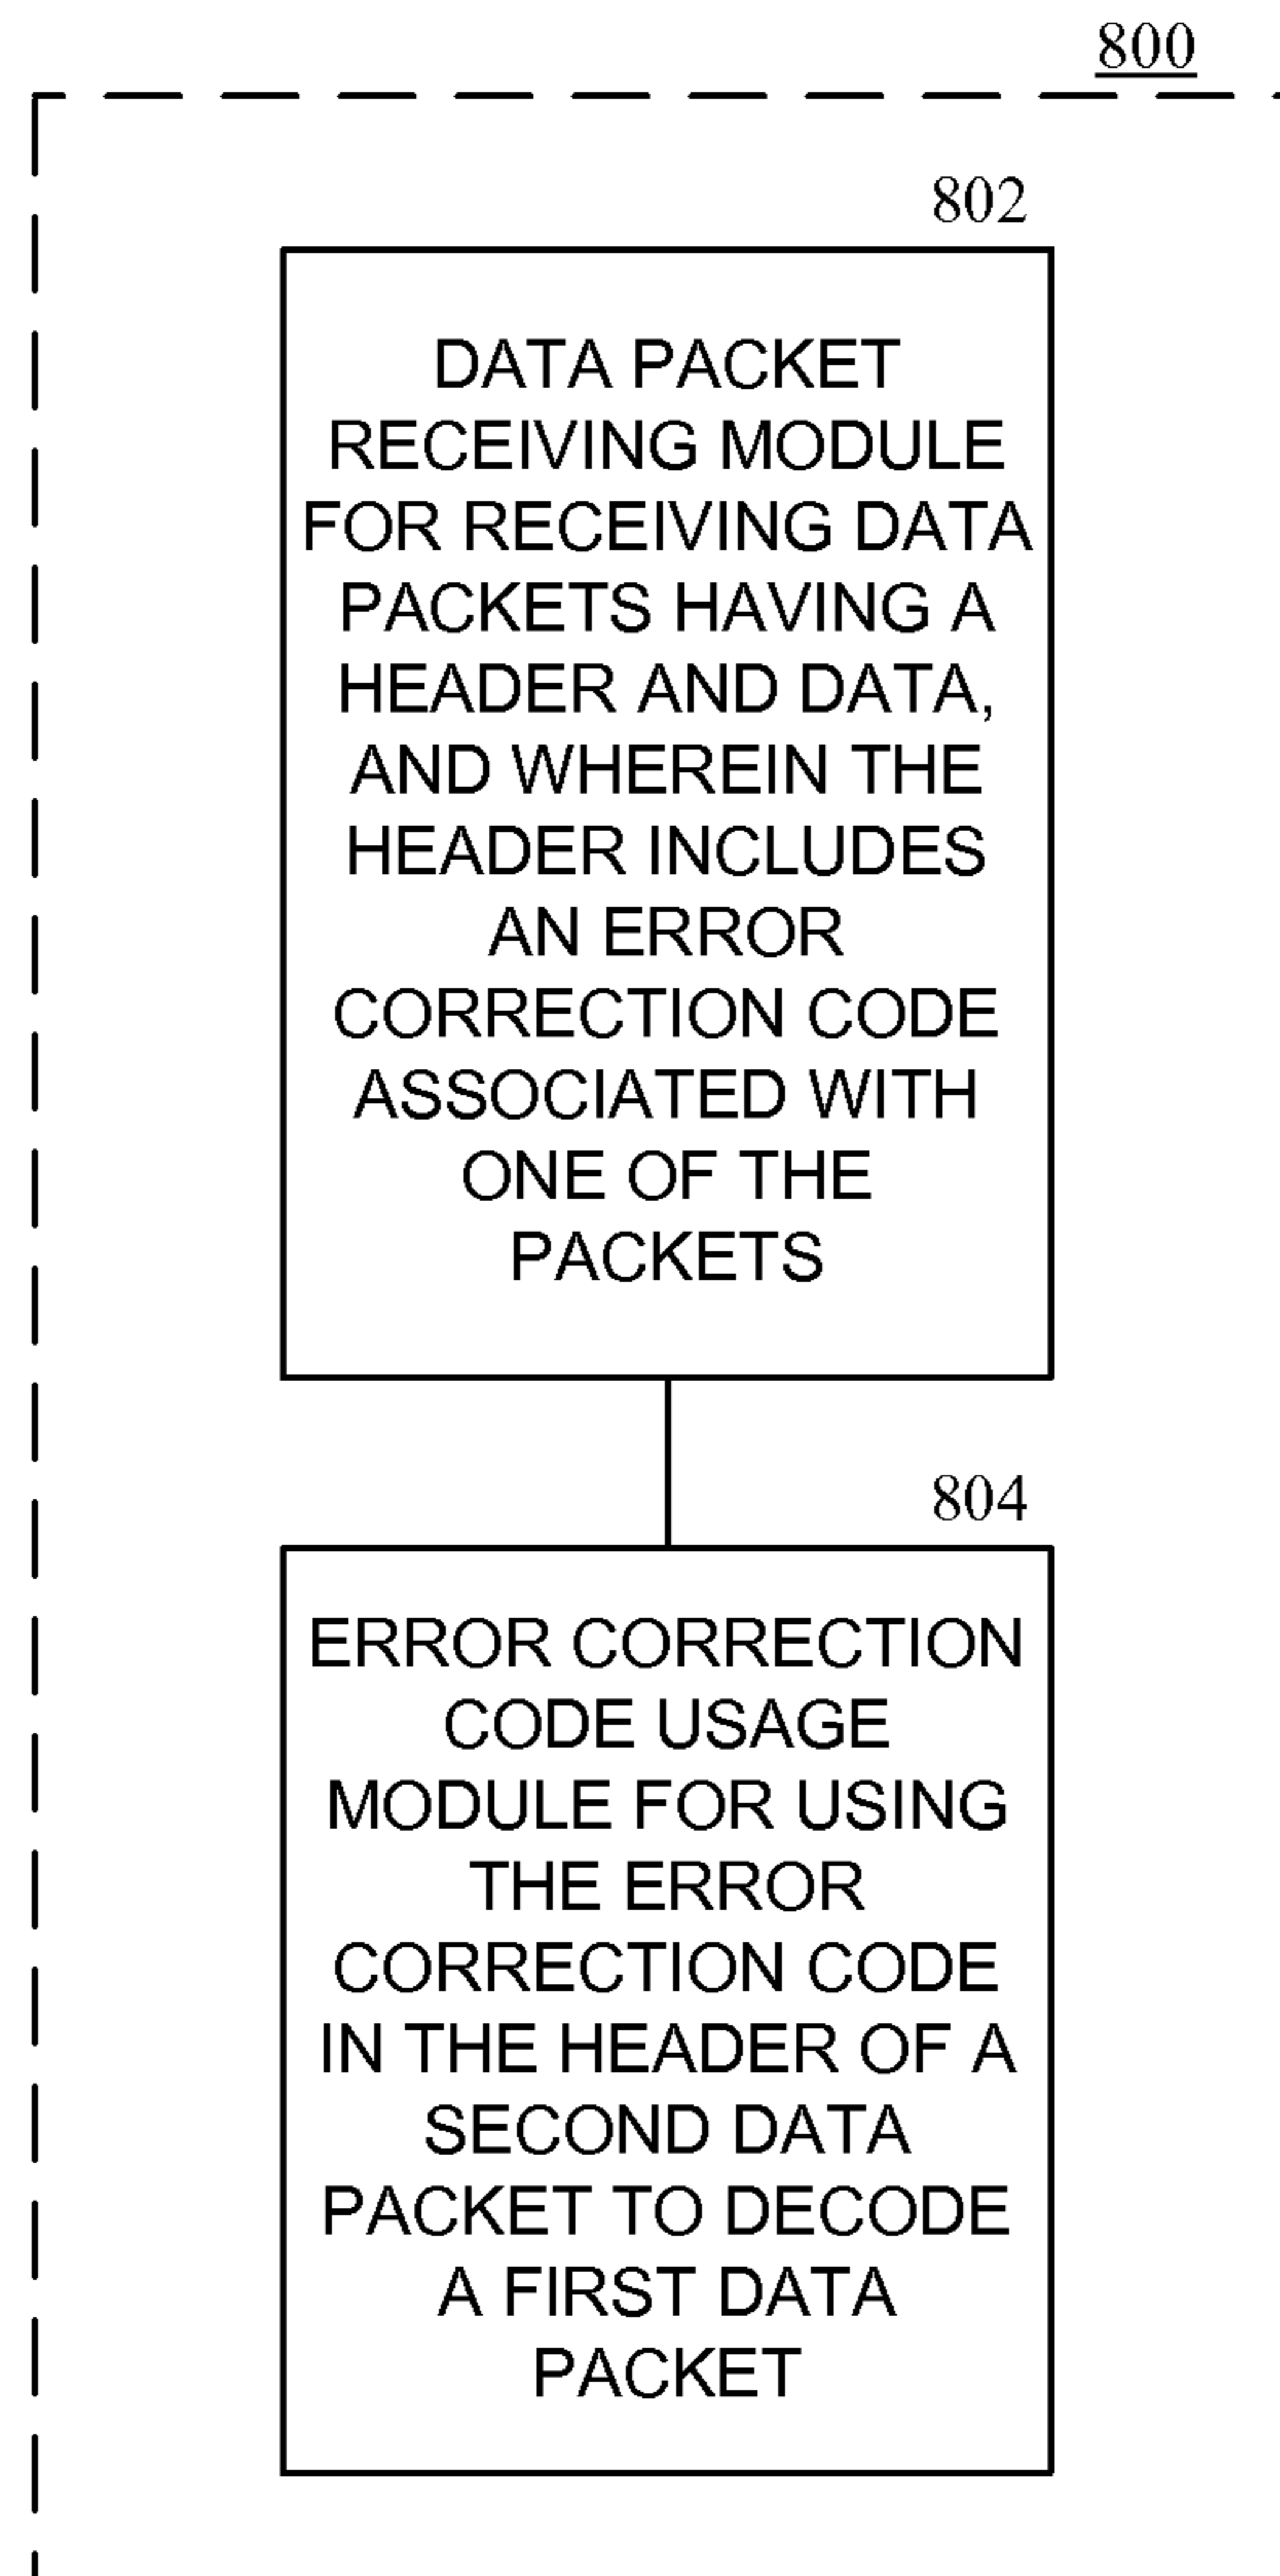 800
802
DATA PACKET
RECEIVING MODULE
FOR RECEIVING DATA
PACKETS HAVING A
HEADER AND DATA,
AND WHEREIN THE
HEADER INCLUDES
AN ERROR
CORRECTION CODE
ASSOCIATED WITH
ONE OF THE
PACKETS
804
ERROR CORRECTION
CODE USAGE
MODULE FOR USING
THE ERROR
CORRECTION CODE
IN THE HEADER OF A
SECOND DATA
PACKET TO DECODE
A FIRST DATA
PACKET